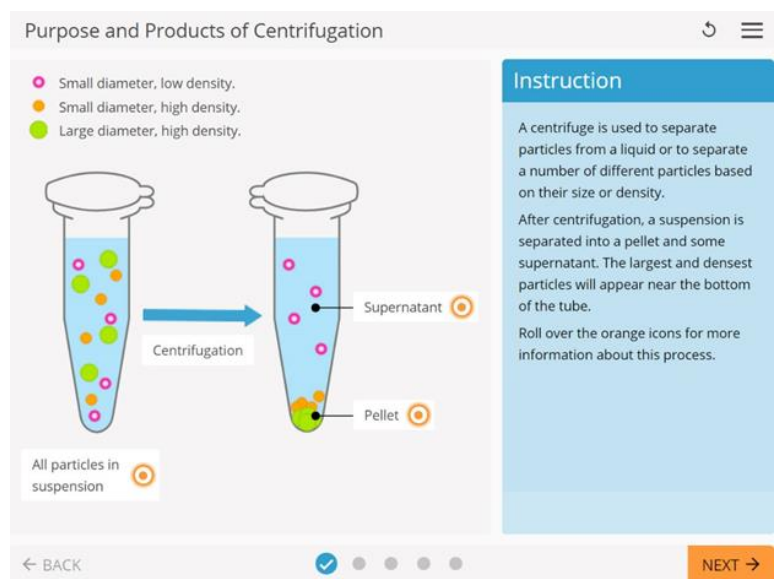 Purpose and Products of Centrifugation
Small diameter, low density.
Small diameter, high density.
Large diameter, high density.
Centrifugation
Supernatant
Pellet
All particles in
suspension
Instruction
A centrifuge is used to separate
particles from a liquid or to separate
a number of different particles based
on their size or density.
After centrifugation, a suspension is
separated into a pellet and some
supernatant. The largest and densest
particles will appear near the bottom
of the tube.
Roll over the orange icons for more
information about this process.
← BACK
NEXT →